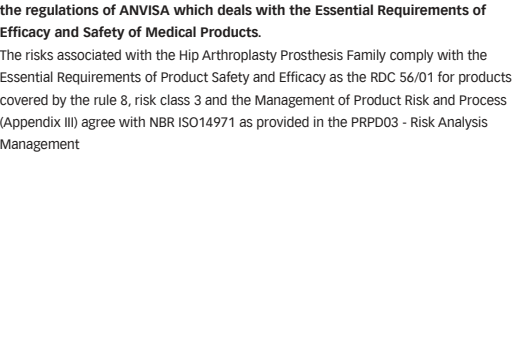 the regulations of ANVISA which deals with the Essential Requirements of
Efficacy and Safety of Medical Products.
The risks associated with the Hip Arthroplasty Prosthesis Family comply with the
Essential Requirements of Product Safety and Efficacy as the RDC 56/01 for products
covered by the rule 8, risk class 3 and the Management of Product Risk and Process
(Appendix III) agree with NBR ISO14971 as provided in the PRPD03 - Risk Analysis
Management